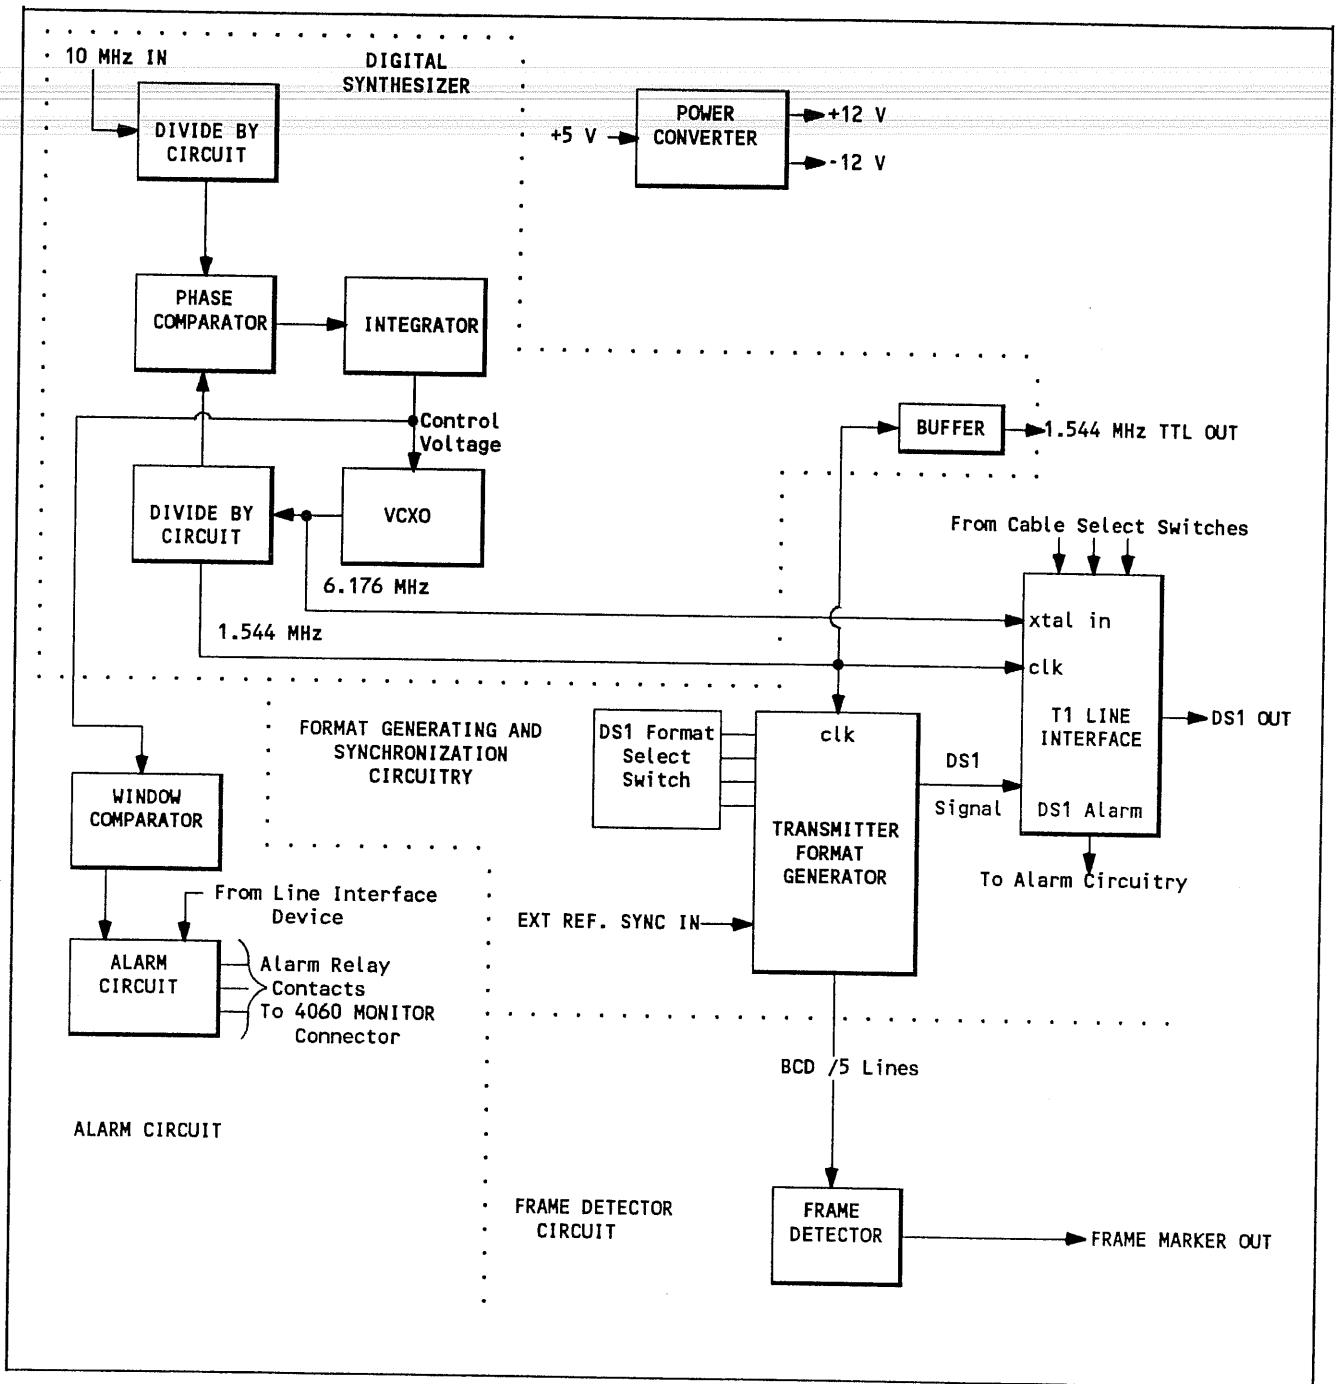 10 MHz IN
DIGITAL
SYNTHESIZER
DIVIDE BY
CIRCUIT
POWER
CONVERTER
+5 V
+12 V
-12 V
PHASE
COMPARATOR
INTEGRATOR
Control
Voltage
BUFFER
1.544 MHz TTL OUT
DIVIDE BY
CIRCUIT
VCXO
From Cable Select Switches
6.176 MHz
1.544 MHz
xtal in
clk
T1 LINE
INTERFACE
DS1 Alarm
DS1 OUT
FORMAT GENERATING AND
SYNCHRONIZATION
CIRCUITRY
DS1 Format
Select
Switch
clk
TRANSMITTER
FORMAT
GENERATOR
DS1
Signal
To Alarm Circuitry
WINDOW
COMPARATOR
From Line Interface
Device
EXT REF. SYNC IN
ALARM
CIRCUIT
Alarm Relay
Contacts
To 4060 MONITOR
Connector
BCD /5 Lines
ALARM CIRCUIT
FRAME DETECTOR
CIRCUIT
FRAME
DETECTOR
FRAME MARKER OUT